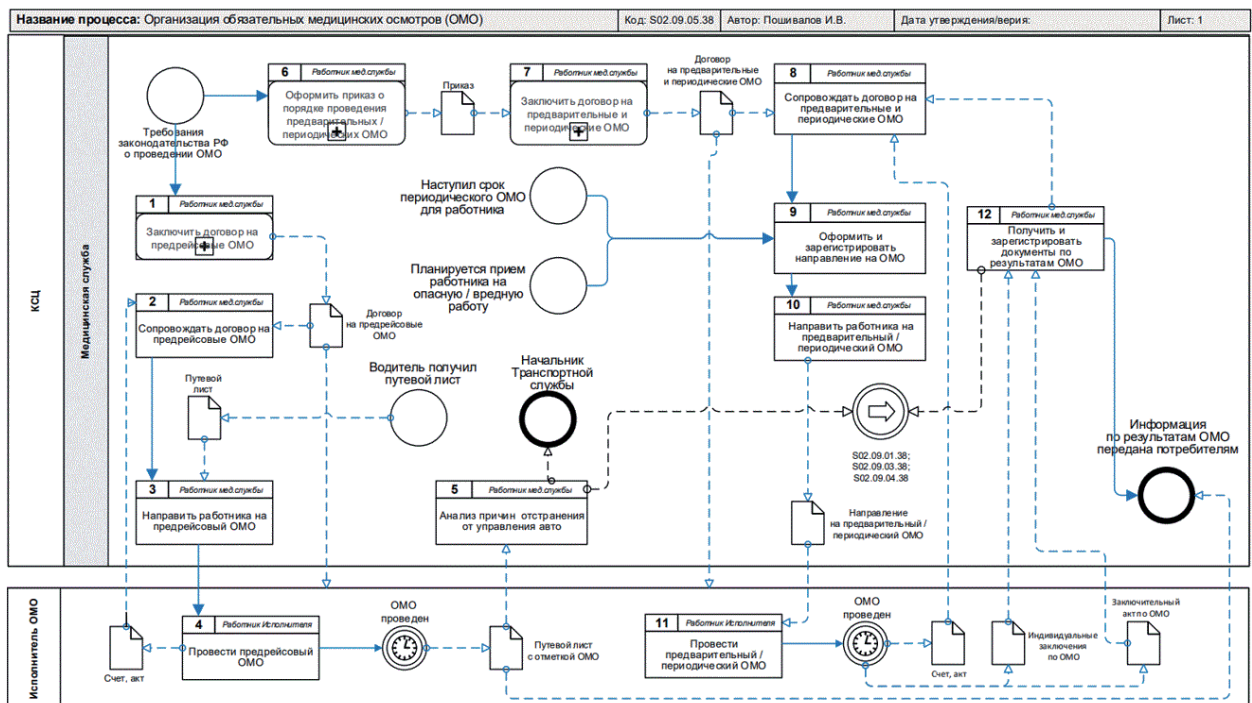 Название процесса: Организация обязательных медицинских осмотров (ОМО)
Код: S02.09.05.38
Автор: Пошивалов И.В.
Дата утверждения/верия:
Лист: 1
КСЦ
Медицинская служба
Требования
законодательства РФ
о проведении ОМО
6 Работник мед.службы
Оформить приказ о
порядке проведения
предварительных /
периодических ОМО
Приказ
7 Работник мед.службы
Заключить договор на
предварительные и
периодические ОМО
Договор
на предварительные
и периодические ОМО
8 Работник мед.службы
Сопровождать договор на
предварительные и
периодические ОМО
1 Работник мед.службы
Заключить договор на
предрейсовые ОМО
Наступил срок
периодического ОМО
для работника
9 Работник мед.службы
Оформить и
зарегистрировать
направление на ОМО
12 Работник мед.службы
Получить и
зарегистрировать
документы по
результатам ОМО
Планируется прием
работника на
опасную / вредную
работу
2 Работник мед.службы
Сопровождать договор на
предрейсовые ОМО
Договор
на предрейсовые
ОМО
10 Работник мед.службы
Направить работника на
предварительный /
периодический ОМО
Путевой
лист
Водитель получил
путевой лист
Начальник
Транспортной
службы
S02.09.01.38;
S02.09.03.38;
S02.09.04.38
Информация
по результатам ОМО
передана потребителям
3 Работник мед.службы
Направить работника на
предрейсовый ОМО
5 Работник мед.службы
Анализ причин отстранения
от управления авто
Направление
на предварительный /
периодический ОМО
Исполнитель ОМО
Счет, акт
4 Работник Исполнителя
Провести предрейсовый
ОМО
ОМО
проведен
Путевой лист
с отметкой ОМО
11 Работник Исполнителя
Провести
предварительный /
периодический ОМО
ОМО
проведен
Счет, акт
Индивидуальные
заключения
по ОМО
Заключительный
акт по ОМО